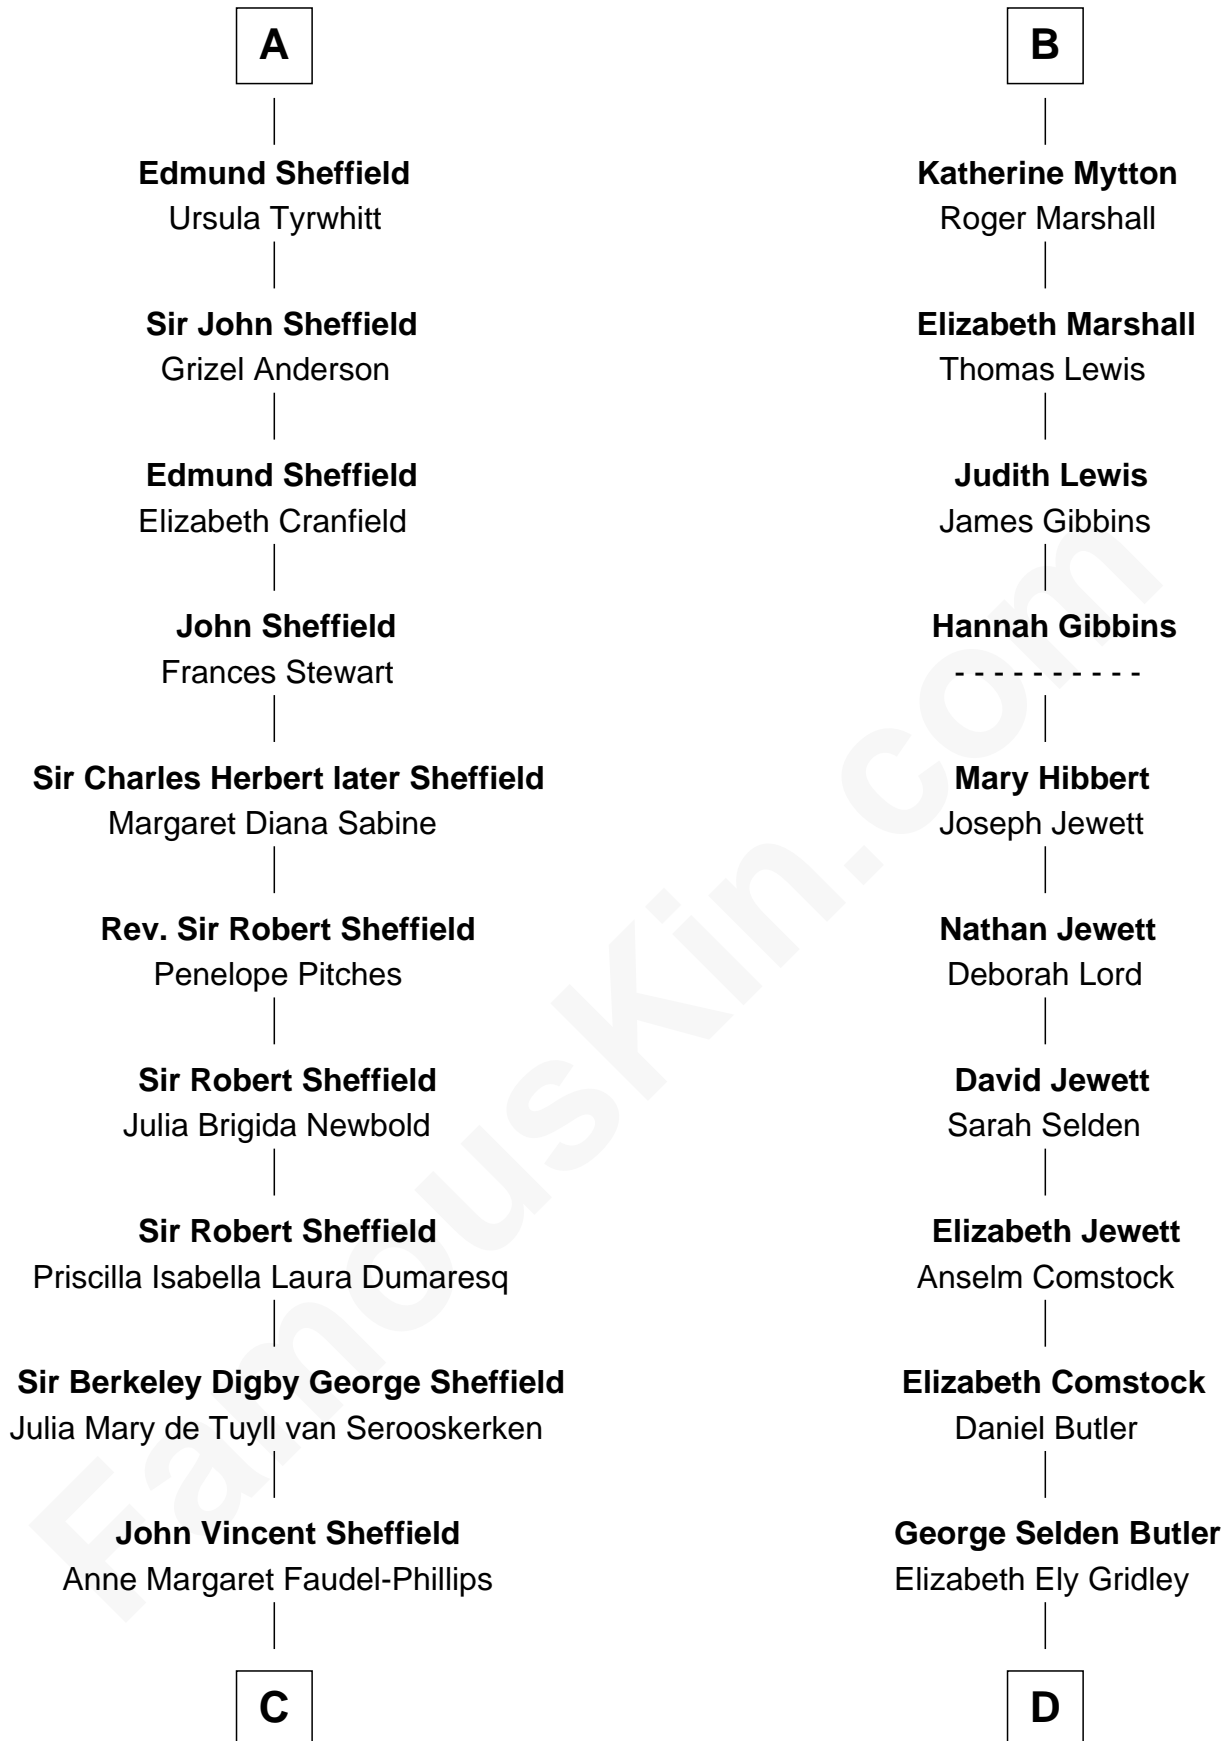 A
Edmund Sheffield
Ursula Tyrwhitt
Sir John Sheffield
Grizel Anderson
Edmund Sheffield
Elizabeth Cranfield
John Sheffield
Frances Stewart
Sir Charles Herbert later Sheffield
Margaret Diana Sabine
Rev. Sir Robert Sheffield
Penelope Pitches
Sir Robert Sheffield
Julia Brigida Newbold
Sir Robert Sheffield
Priscilla Isabella Laura Dumaresq
Sir Berkeley Digby George Sheffield
Julia Mary de Tuyll van Serooskerken
John Vincent Sheffield
Anne Margaret Faudel-Phillips
C
B
Katherine Mytton
Roger Marshall
Elizabeth Marshall
Thomas Lewis
Judith Lewis
James Gibbins
Hannah Gibbins
- - - - - - - - - -
Mary Hibbert
Joseph Jewett
Nathan Jewett
Deborah Lord
David Jewett
Sarah Selden
Elizabeth Jewett
Anselm Comstock
Elizabeth Comstock
Daniel Butler
George Selden Butler
Elizabeth Ely Gridley
D
FamousKin.com